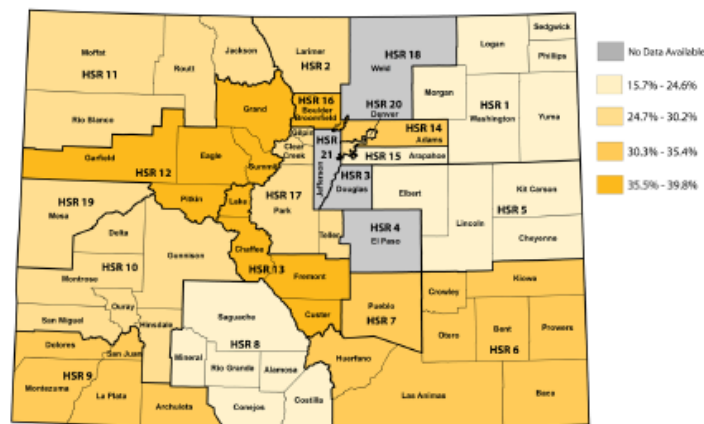 Moffat
HSR 11
Routt
Jackson
Larimer
HSR 2
HSR 18
Weld
Logan
Sedgwick
Phillips
Morgan
HSR 1
Washington
Yuma
Rio Blanco
Grand
HSR 16
Boulder
Broomfield
HSR 20
Denver
Gilpin
Clear
Creek
HSR
21
Jefferson
HSR 14
Adams
HSR 15
Arapahoe
Garfield
HSR 12
Eagle
Summit
HSR 3
Douglas
Elbert
Kit Carson
HSR 5
HSR 19
Mesa
Pitkin
Lake
HSR 17
Park
Teller
HSR 4
El Paso
Lincoln
Cheyenne
Delta
HSR 10
Gunnison
Chaffee
HSR 13
Fremont
Montrose
Kiowa
Crowley
Pueblo
HSR 7
Ouray
San Miguel
Hinsdale
Saguache
HSR 8
Custer
Otero
Bent
HSR 6
Prowers
Dolores
San Juan
HSR 9
Mineral
Rio Grande
Alamosa
Huerfano
Montezuma
La Plata
Archuleta
Conejos
Costilla
Las Animas
Baca
No Data Available
15.7% - 24.6%
24.7% - 30.2%
30.3% - 35.4%
35.5% - 39.8%